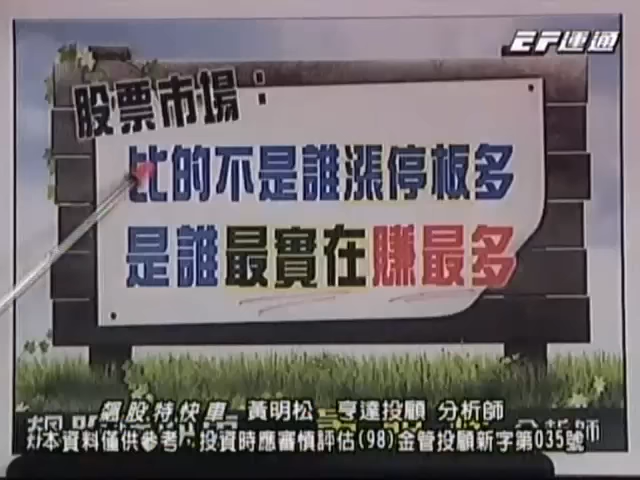 EF運通
股票市場：
比的不是誰漲停板多
是誰最實在賺最多
飆股特快車 黃明松 亨達投顧 分析師
本資料僅供參考，投資時應審慎評估(98)金管投顧新字第035號